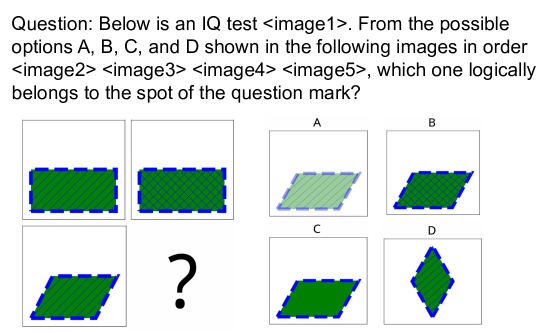 Question: Below is an IQ test <image1>. From the possible
options A, B, C, and D shown in the following images in order
<image2> <image3> <image4> <image5>, which one logically
belongs to the spot of the question mark?
A
B
?
C
D